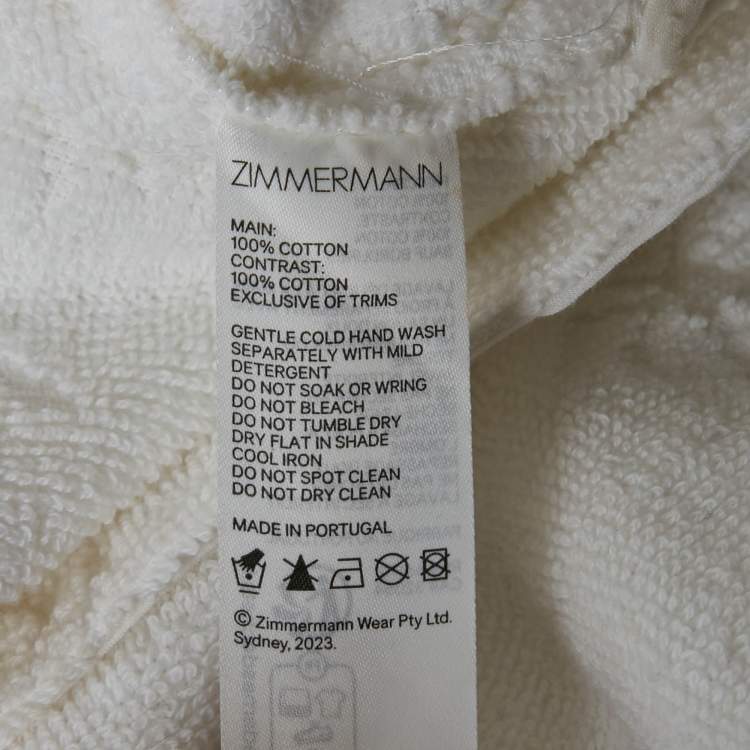 ZIMMERMANN
MAIN:
100% COTTON
CONTRAST:
100% COTTON
EXCLUSIVE OF TRIMS
GENTLE COLD HAND WASH
SEPARATELY WITH MILD
DETERGENT
DO NOT SOAK OR WRING
DO NOT BLEACH
DO NOT TUMBLE DRY
DRY FLAT IN SHADE
COOL IRON
DO NOT SPOT CLEAN
DO NOT DRY CLEAN
MADE IN PORTUGAL
© Zimmermann Wear Pty Ltd.
Sydney, 2023.